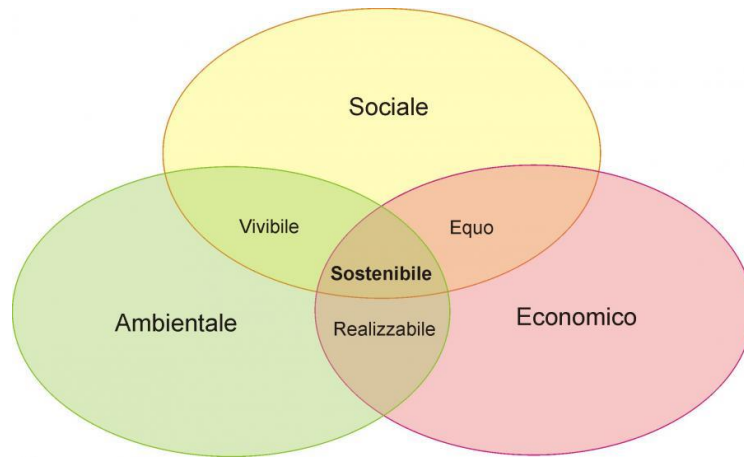 Sociale
Vivibile
Equo
Sostenibile
Ambientale
Realizzabile
Economico